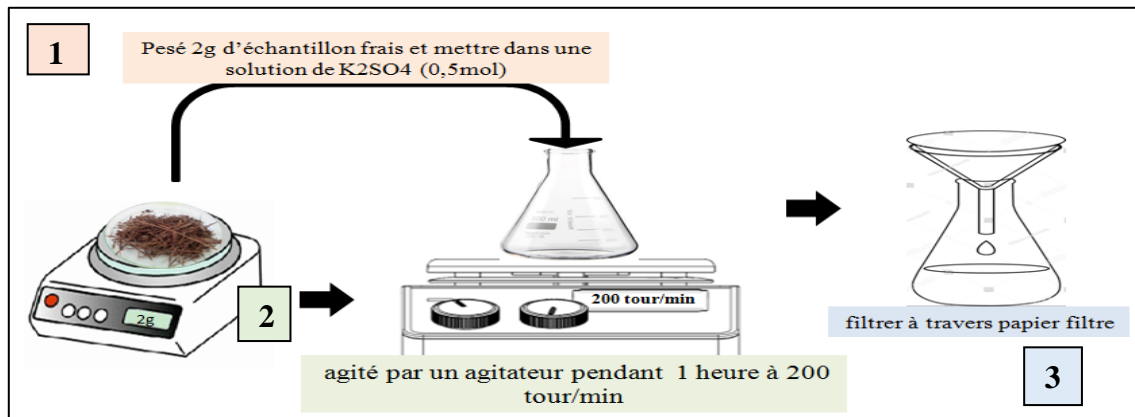 1
Pesé 2g d'échantillon frais et mettre dans une
solution de K2SO4 (0,5mol)
2g
2
200 tour/min
agité par un agitateur pendant 1 heure à 200
tour/min
filtrer à travers papier filtre
3